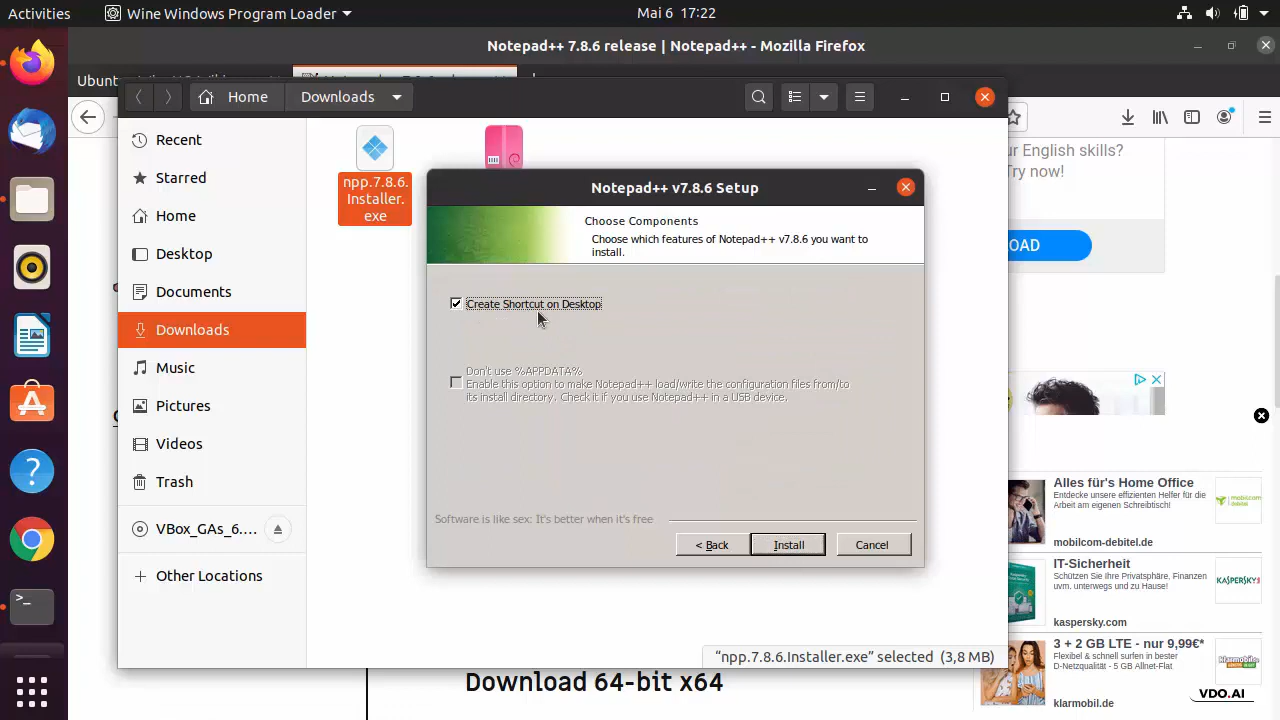 Activities
Wine Windows Program Loader
Mai 6 17:22
Notepad++ 7.8.6 release | Notepad++ - Mozilla Firefox
Home
Downloads
Recent
Starred
Home
Desktop
Documents
Downloads
Music
Pictures
Videos
Trash
VBox_GAs_6....
Other Locations
npp.7.8.6.
Installer.
exe
Notepad++ v7.8.6 Setup
Choose Components
Choose which features of Notepad++ v7.8.6 you want to
install.
Create Shortcut on Desktop
Don't use %APPDATA%
Enable this option to make Notepad++ load/write the configuration files from/to
its install directory. Check it if you use Notepad++ in a USB device.
Software is like sex: It's better when it's free
< Back
Install
Cancel
"npp.7.8.6.Installer.exe" selected (3,8 MB)
Download 64-bit x64
ur English skills?
Try now!
OAD
Alles für's Home Office
Entdecke unsere effizienten Helfer für die
Arbeit am eigenen Schreibtisch!
mobilcom-debitel.de
mobilcom
debitel
IT-Sicherheit
Schützen Sie Ihre Privatsphäre, Finanzen
uvm. unterwegs und zu Hause!
kaspersky.com
KASPERSKY
3 + 2 GB LTE - nur 9,99€*
Flexibel & schnell surfen in bester
D-Netzqualität - 5 GB Allnet-Flat
klarmobil.de
klarmobil
VDO.AI